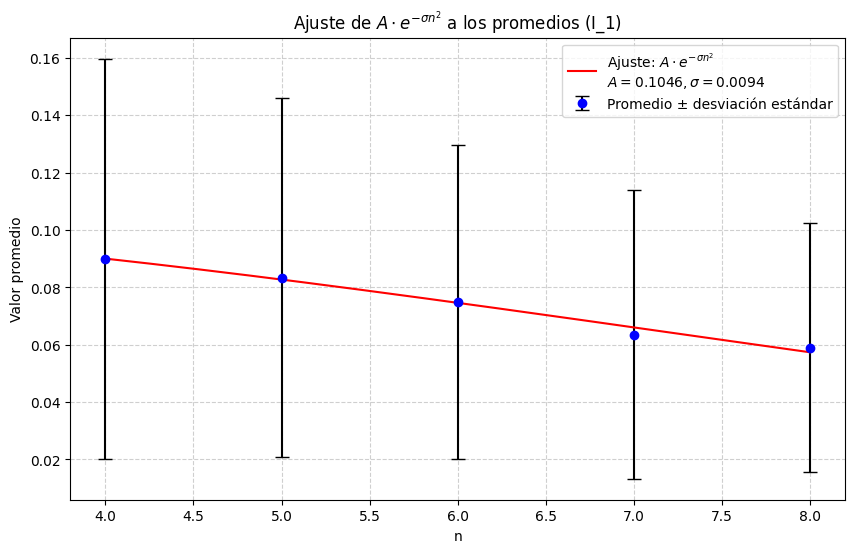 Ajuste de $A \cdot e^{-\sigma n^2}$ a los promedios (I_1)
Ajuste: $A \cdot e^{-\sigma n^2}$
$A = 0.1046, \sigma = 0.0094$
Promedio ± desviación estándar
Valor promedio
0.16
0.14
0.12
0.10
0.08
0.06
0.04
0.02
4.0 4.5 5.0 5.5 6.0 6.5 7.0 7.5 8.0
n